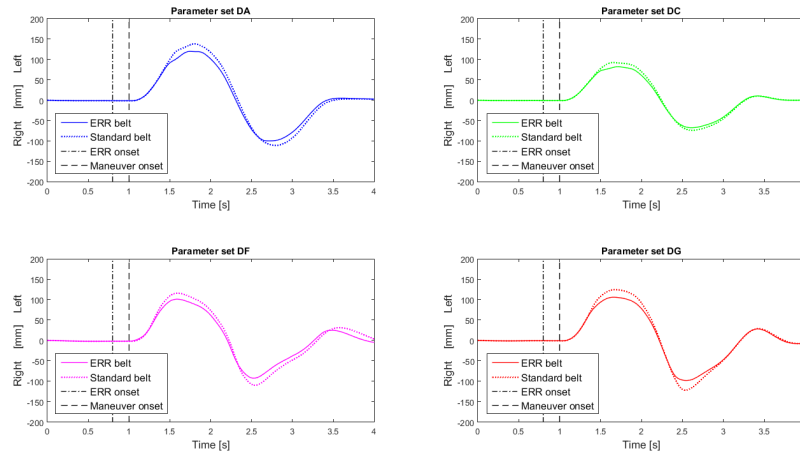 Parameter set DA
200
150
100
50
0
-50
-100
-150
-200
Right [mm] Left
ERR belt
Standard belt
ERR onset
Maneuver onset
0 0.5 1 1.5 2 2.5 3 3.5 4
Time [s]
Parameter set DC
200
150
100
50
0
-50
-100
-150
-200
Right [mm] Left
ERR belt
Standard belt
ERR onset
Maneuver onset
0 0.5 1 1.5 2 2.5 3 3.5
Time [s]
Parameter set DF
200
150
100
50
0
-50
-100
-150
-200
Right [mm] Left
ERR belt
Standard belt
ERR onset
Maneuver onset
0 0.5 1 1.5 2 2.5 3 3.5 4
Time [s]
Parameter set DG
200
150
100
50
0
-50
-100
-150
-200
Right [mm] Left
ERR belt
Standard belt
ERR onset
Maneuver onset
0 0.5 1 1.5 2 2.5 3 3.5
Time [s]